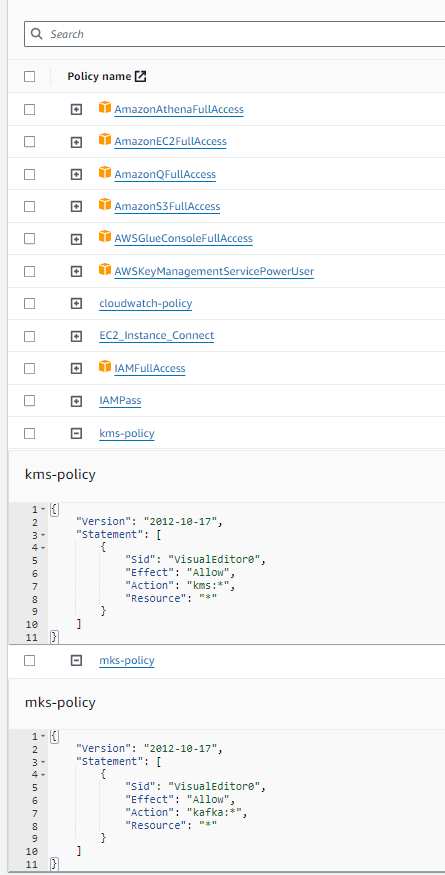 Search
Policy name
AmazonAthenaFullAccess
AmazonEC2FullAccess
AmazonQFullAccess
AmazonS3FullAccess
AWSGlueConsoleFullAccess
AWSKeyManagementServicePowerUser
cloudwatch-policy
EC2_Instance_Connect
IAMFullAccess
IAMPass
kms-policy
kms-policy
1 {
2 "Version": "2012-10-17",
3 "Statement": [
4 {
5 "Sid": "VisualEditor0",
6 "Effect": "Allow",
7 "Action": "kms:*",
8 "Resource": "*"
9 }
10 ]
11 }
mks-policy
mks-policy
1 {
2 "Version": "2012-10-17",
3 "Statement": [
4 {
5 "Sid": "VisualEditor0",
6 "Effect": "Allow",
7 "Action": "kafka:*",
8 "Resource": "*"
9 }
10 ]
11 }